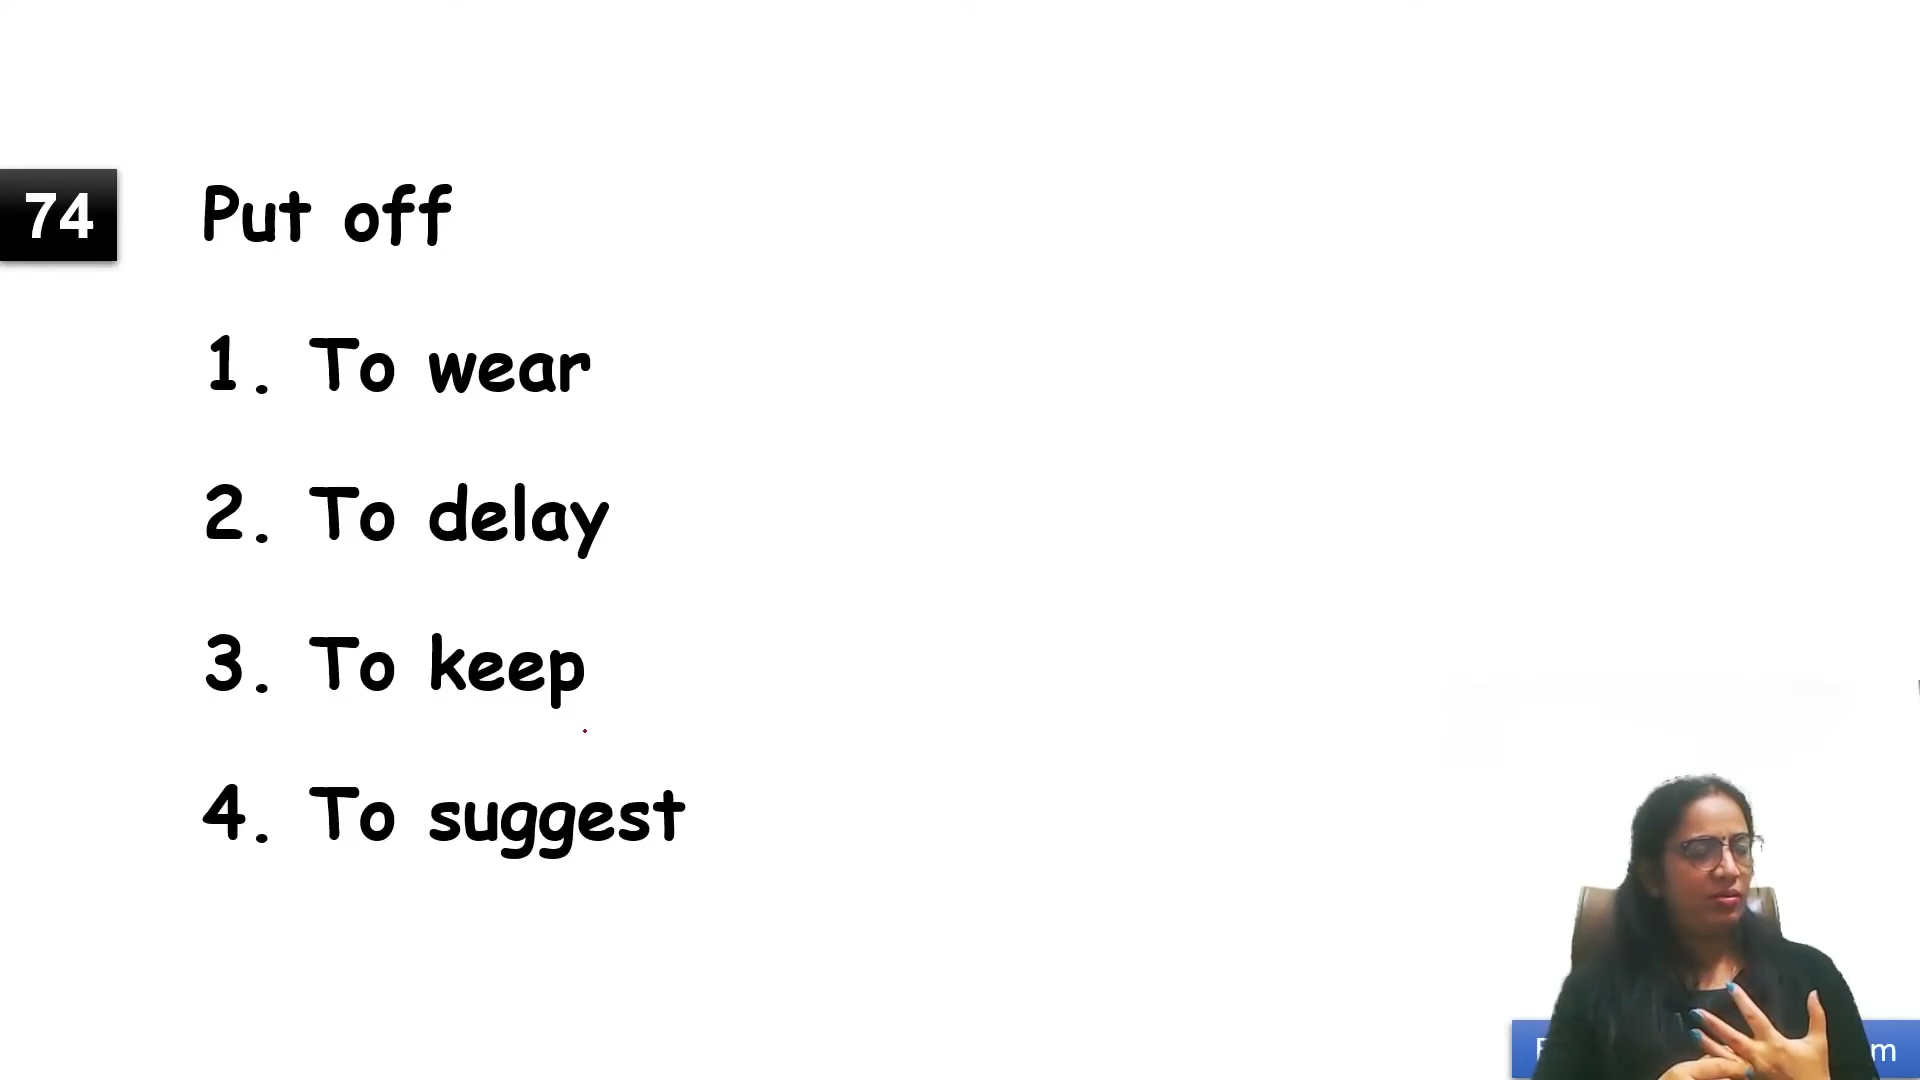 74 Put off
1. To wear
2. To delay
3. To keep
4. To suggest